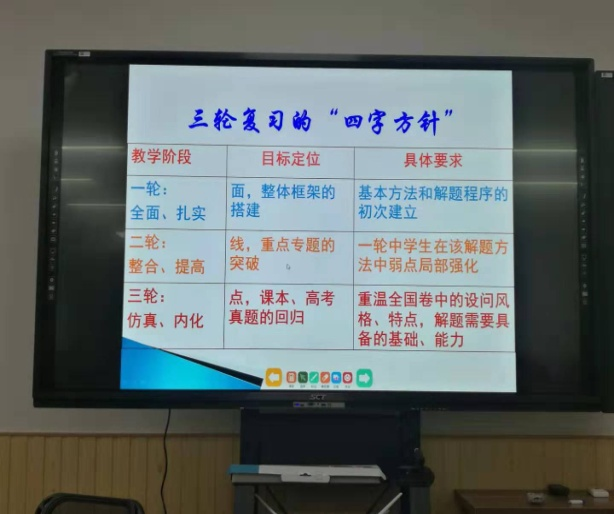 三轮复习的“四字方针”
教学阶段 目标定位 具体要求
一轮：
全面、扎实
面，整体框架的
搭建
基本方法和解题程序的
初次建立
二轮：
整合、提高
线，重点专题的
突破
一轮中学生在该解题方
法中弱点局部强化
三轮：
仿真、内化
点，课本、高考
真题的回归
重温全国卷中的设问风
格、特点，解题需要具
备的基础、能力